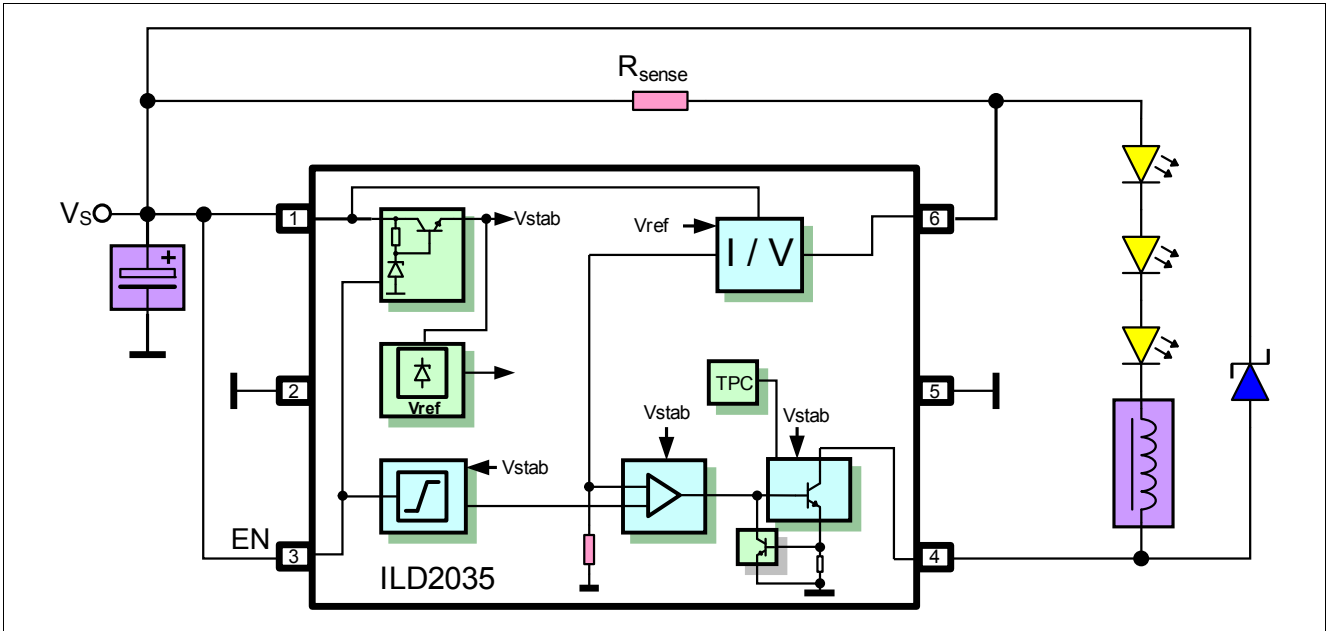 Rsense
VS
+
1
Vstab
Vref
I / V
6
2
Vref
TPC
5
Vstab
Vstab
Vstab
EN
3
ILD2035
4